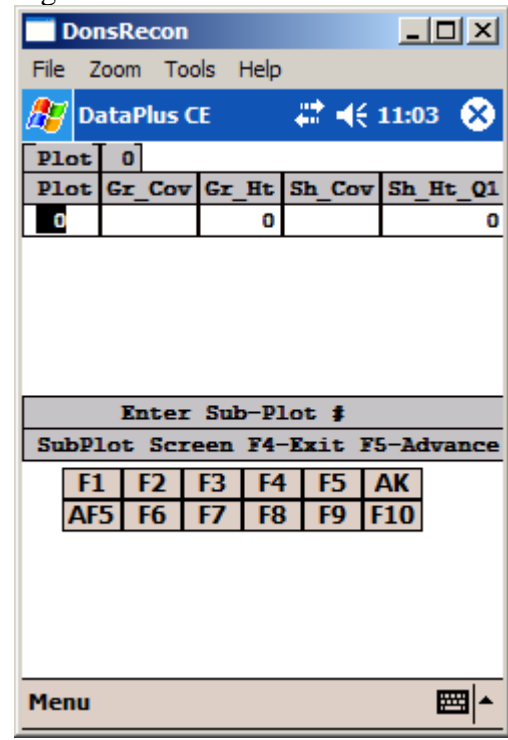 DonsRecon
File Zoom Tools Help
DataPlus CE 11:03
Plot 0
Plot Gr_Cov Gr_Ht Sh_Cov Sh_Ht_Q1
0 0 0
Enter Sub-Plot #
SubPlot Screen F4-Exit F5-Advance
F1 F2 F3 F4 F5 AK
AF5 F6 F7 F8 F9 F10
Menu